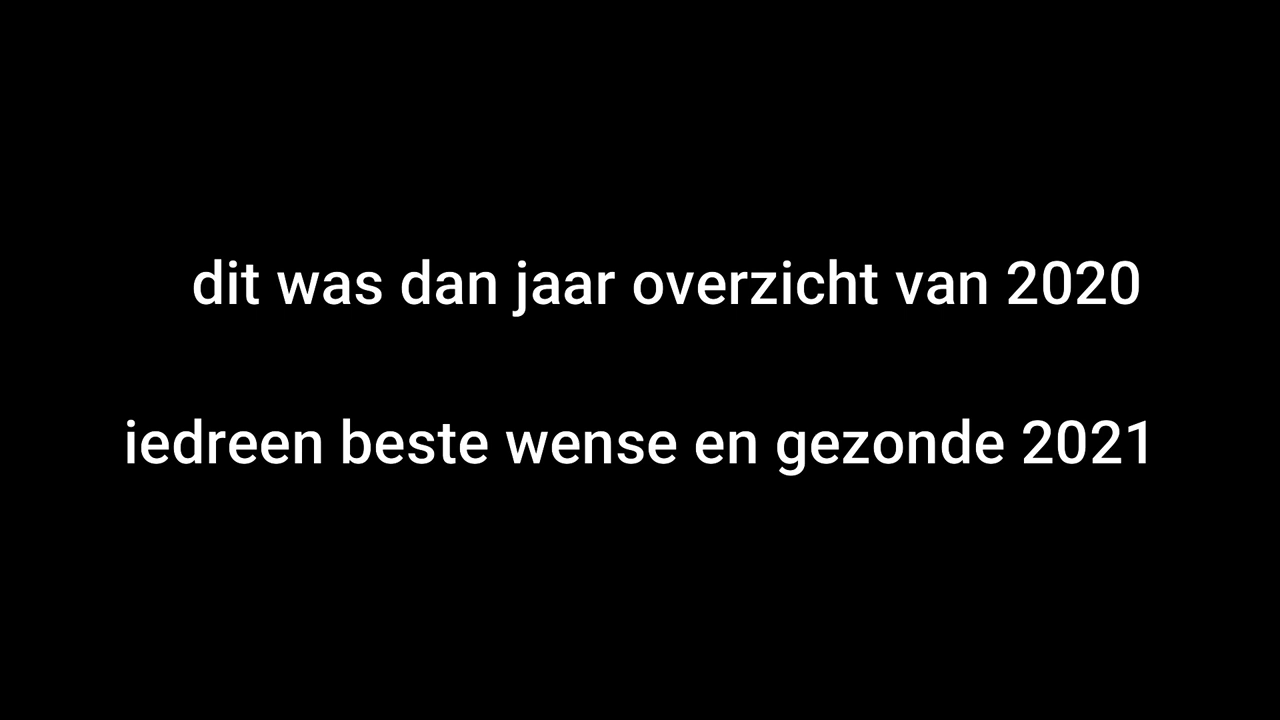 dit was dan jaar overzicht van 2020
iedreen beste wense en gezonde 2021